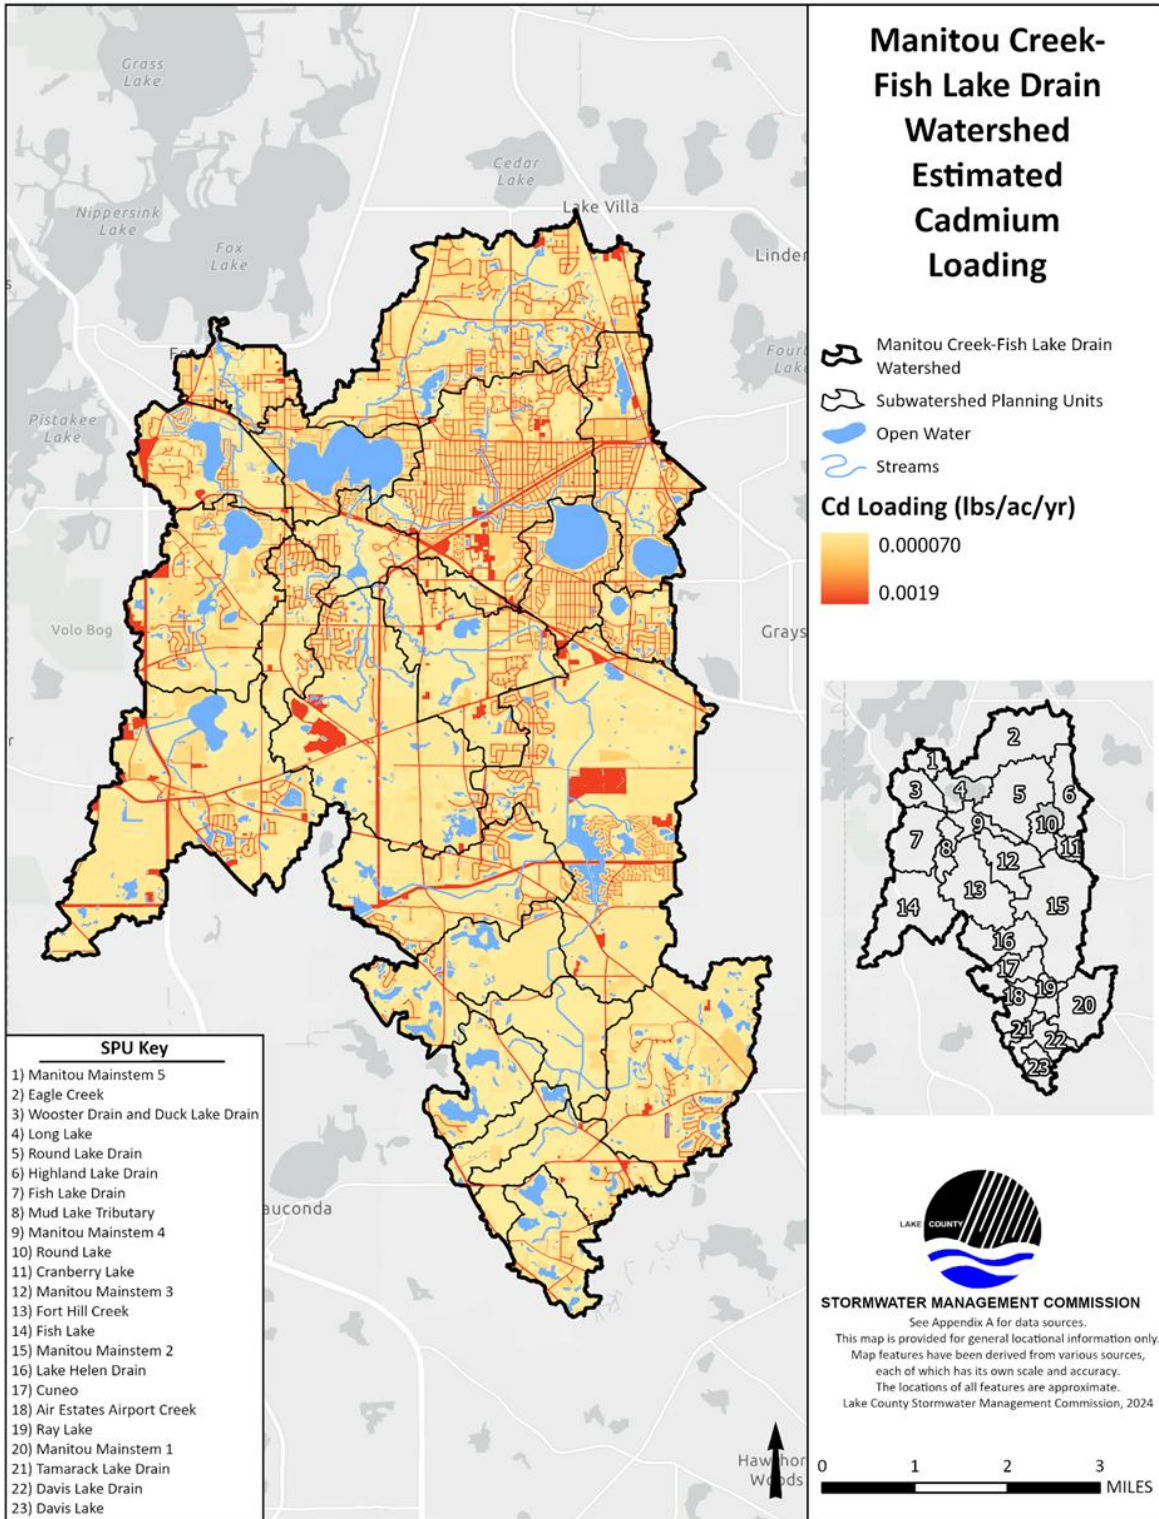 Manitou Creek-
Fish Lake Drain
Watershed
Estimated
Cadmium
Loading
Manitou Creek-Fish Lake Drain
Watershed
Subwatershed Planning Units
Open Water
Streams
Cd Loading (lbs/ac/yr)
0.000070
0.0019
Grass
Lake
Cedar
Lake
Lake Villa
Nippersink
Lake
Fox
Lake
Linder
Pistakee
Lake
Volo Bog
Grays
auconda
Hawthor
Woods
SPU Key
1) Manitou Mainstem 5
2) Eagle Creek
3) Wooster Drain and Duck Lake Drain
4) Long Lake
5) Round Lake Drain
6) Highland Lake Drain
7) Fish Lake Drain
8) Mud Lake Tributary
9) Manitou Mainstem 4
10) Round Lake
11) Cranberry Lake
12) Manitou Mainstem 3
13) Fort Hill Creek
14) Fish Lake
15) Manitou Mainstem 2
16) Lake Helen Drain
17) Cuneo
18) Air Estates Airport Creek
19) Ray Lake
20) Manitou Mainstem 1
21) Tamarack Lake Drain
22) Davis Lake Drain
23) Davis Lake
1
2
3
4
5
6
7
8
9
10
11
12
13
14
15
16
17
18
19
20
21
22
23
LAKE COUNTY
STORMWATER MANAGEMENT COMMISSION
See Appendix A for data sources.
This map is provided for general locational information only.
Map features have been derived from various sources,
each of which has its own scale and accuracy.
The locations of all features are approximate.
Lake County Stormwater Management Commission, 2024
0 1 2 3
MILES